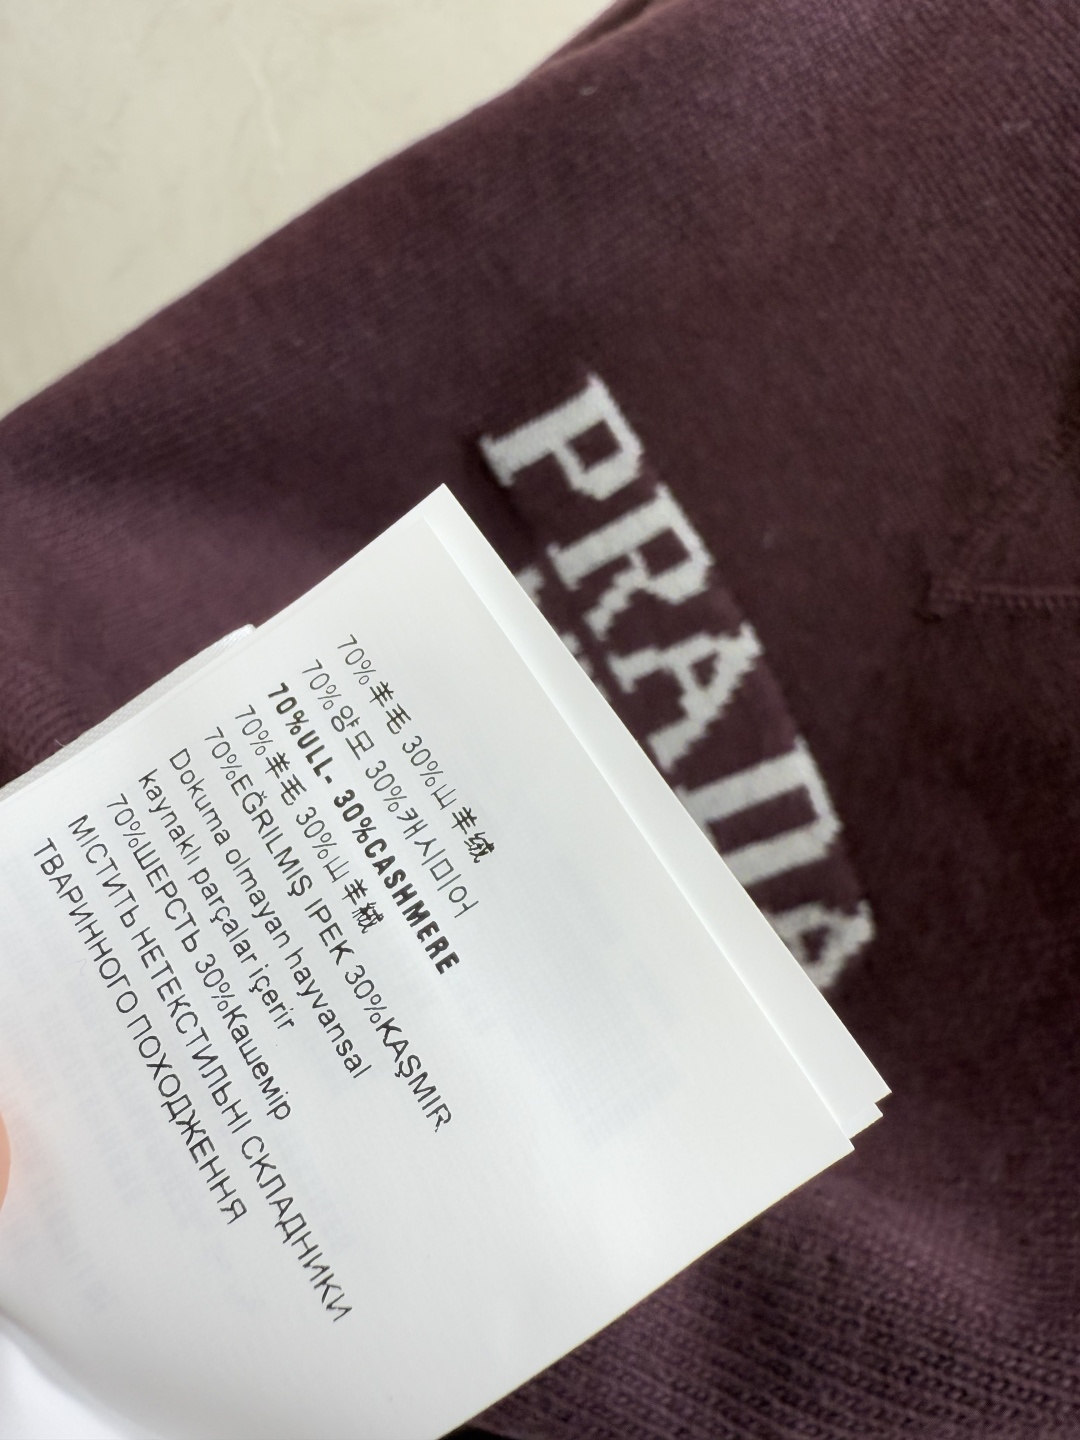 PRADA
70%羊毛 30%山羊绒
70%양모 30%캐시미어
70%ULL- 30%CASHMERE
70%羊毛 30%山羊絨
70%EĞRILMIŞ IPEK 30%KAŞMIR
Dokuma olmayan hayvansal
kaynaklı parçalar içerir
70%ШЕРСТЬ 30%Кашемір
МІСТИТЬ НЕТЕКСТИЛЬНІ СКЛАДНИКИ
ТВАРИННОГО ПОХОДЖЕННЯ